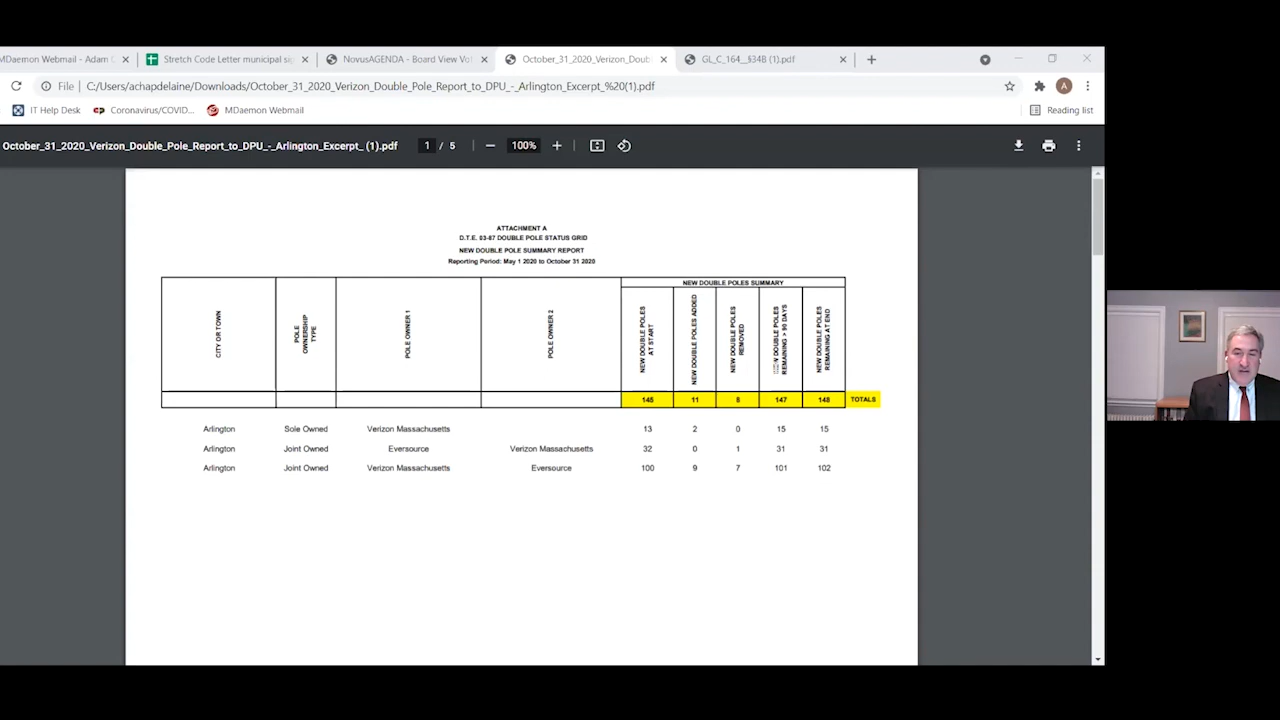 MDaemon Webmail - Adam D
Stretch Code Letter municipal sig
NovusAGENDA - Board View Vot
October_31_2020_Verizon_Doub
GL_C_164__§34B (1).pdf
File
C:/Users/achapdelaine/Downloads/October_31_2020_Verizon_Double_Pole_Report_to_DPU_-_Arlington_Excerpt_%20(1).pdf
A
IT Help Desk
Coronavirus/COVID...
MDaemon Webmail
Reading list
October_31_2020_Verizon_Double_Pole_Report_to_DPU_-_Arlington_Excerpt_ (1).pdf
1 / 5
100%
ATTACHMENT A
D.T.E. 03-87 DOUBLE POLE STATUS GRID
NEW DOUBLE POLE SUMMARY REPORT
Reporting Period: May 1 2020 to October 31 2020
NEW DOUBLE POLES SUMMARY
CITY OR TOWN
POLE
OWNERSHIP
TYPE
POLE OWNER 1
POLE OWNER 2
NEW DOUBLE POLES
AT START
NEW DOUBLE POLES ADDED
NEW DOUBLE POLES
REMOVED
NEW DOUBLE POLES
REMAINING > 90 DAYS
NEW DOUBLE POLES
REMAINING AT END
145 11 8 147 148 TOTALS
Arlington Sole Owned Verizon Massachusetts 13 2 0 15 15
Arlington Joint Owned Eversource Verizon Massachusetts 32 0 1 31 31
Arlington Joint Owned Verizon Massachusetts Eversource 100 9 7 101 102